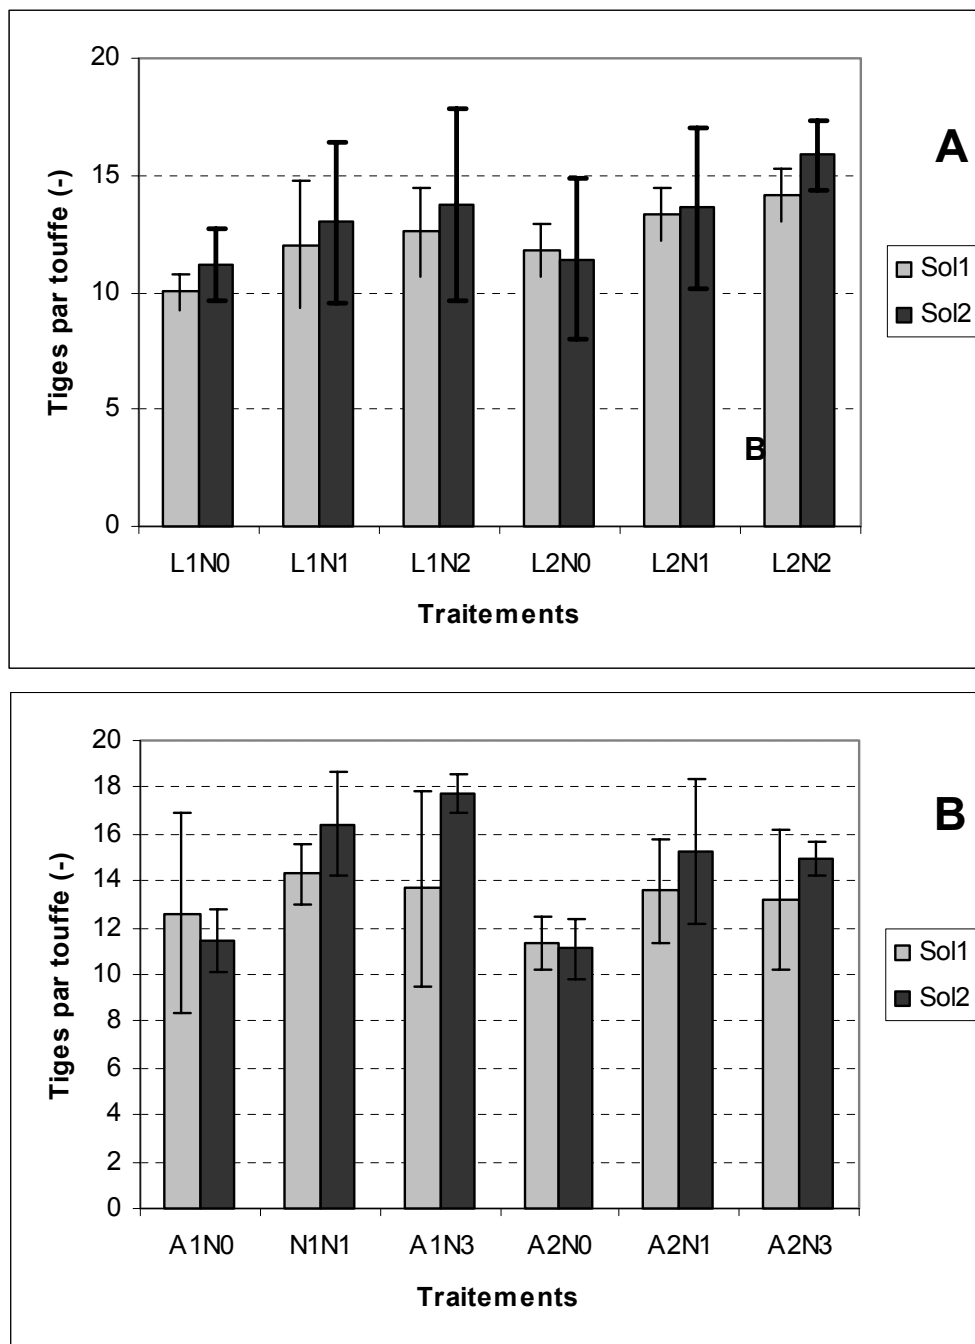 20
A
15
Tiges par touffe (-)
Sol1
10
Sol2
5
B
0
L1N0 L1N1 L1N2 L2N0 L2N1 L2N2
Traitements
20
18
B
16
14
Tiges par touffe (-)
12
Sol1
10
Sol2
8
6
4
2
0
A1N0 N1N1 A1N3 A2N0 A2N1 A2N3
Traitements